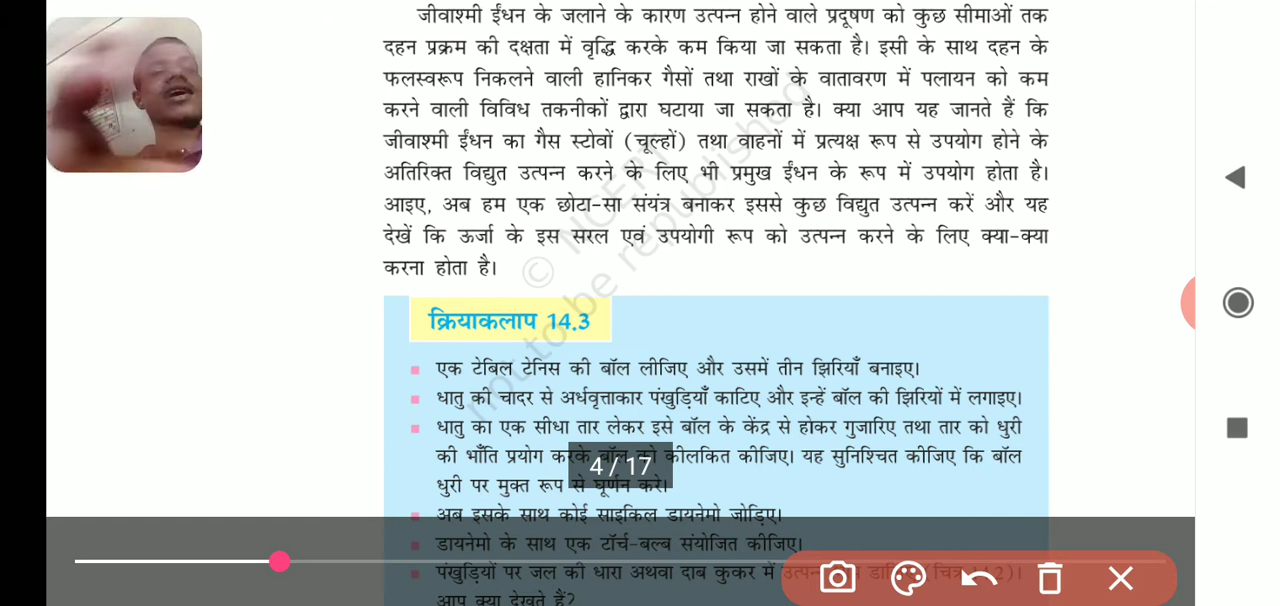 जीवाश्मी ईंधन के जलाने के कारण उत्पन्न होने वाले प्रदूषण को कुछ सीमाओं तक
दहन प्रक्रम की दक्षता में वृद्धि करके कम किया जा सकता है। इसी के साथ दहन के
फलस्वरूप निकलने वाली हानिकर गैसों तथा राखों के वातावरण में पलायन को कम
करने वाली विविध तकनीकों द्वारा घटाया जा सकता है। क्या आप यह जानते हैं कि
जीवाश्मी ईंधन का गैस स्टोवों (चूल्हों) तथा वाहनों में प्रत्यक्ष रूप से उपयोग होने के
अतिरिक्त विद्युत उत्पन्न करने के लिए भी प्रमुख ईंधन के रूप में उपयोग होता है।
आइए, अब हम एक छोटा-सा संयंत्र बनाकर इससे कुछ विद्युत उत्पन्न करें और यह
देखें कि ऊर्जा के इस सरल एवं उपयोगी रूप को उत्पन्न करने के लिए क्या-क्या
करना होता है।
© NCERT
not to be republished
क्रियाकलाप 14.3
एक टेबिल टेनिस की बॉल लीजिए और उसमें तीन झिरियाँ बनाइए।
धातु की चादर से अर्धवृत्ताकार पंखुड़ियाँ काटिए और इन्हें बॉल की झिरियों में लगाइए।
धातु का एक सीधा तार लेकर इसे बॉल के केंद्र से होकर गुजारिए तथा तार को धुरी
की भाँति प्रयोग करके बॉल को कीलकित कीजिए। यह सुनिश्चित कीजिए कि बॉल
4 / 17
धुरी पर मुक्त रूप से घूर्णन करे।
अब इसके साथ कोई साइकिल डायनेमो जोड़िए।
डायनेमो के साथ एक टॉर्च-बल्ब संयोजित कीजिए।
पंखुड़ियों पर जल की धारा अथवा दाब कुकर में
आप क्या देखते हैं?